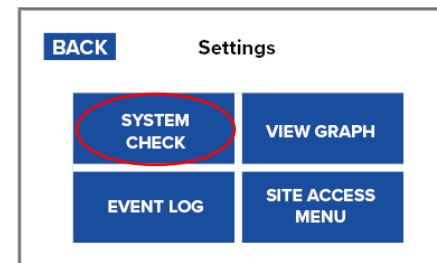 BACK Settings
SYSTEM
CHECK
VIEW GRAPH
EVENT LOG
SITE ACCESS
MENU